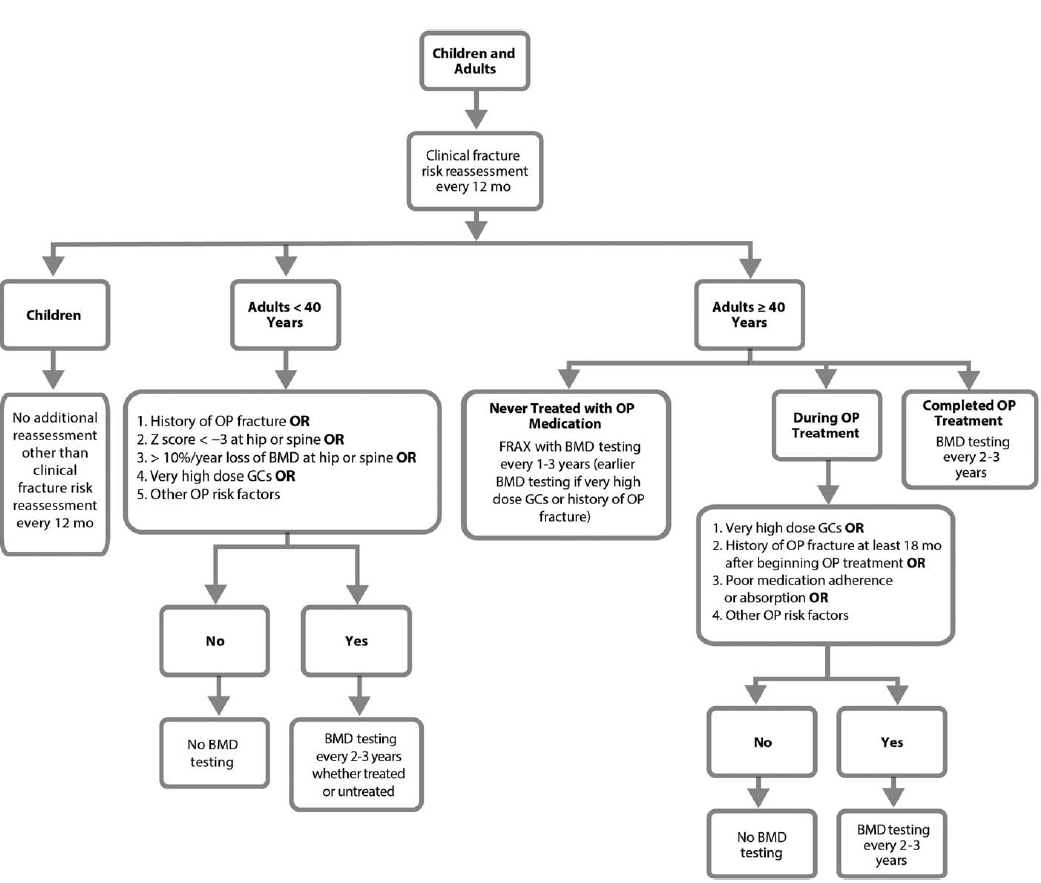 Children and
Adults
Clinical fracture
risk reassessment
every 12 mo
Children
Adults < 40
Years
Adults ≥ 40
Years
No additional
reassessment
other than
clinical
fracture risk
reassessment
every 12 mo
1. History of OP fracture OR
2. Z score < −3 at hip or spine OR
3. > 10%/year loss of BMD at hip or spine OR
4. Very high dose GCs OR
5. Other OP risk factors
No
Yes
No BMD
testing
BMD testing
every 2-3 years
whether treated
or untreated
Never Treated with OP
Medication
FRAX with BMD testing
every 1-3 years (earlier
BMD testing if very high
dose GCs or history of OP
fracture)
During OP
Treatment
Completed OP
Treatment
BMD testing
every 2-3
years
1. Very high dose GCs OR
2. History of OP fracture at least 18 mo
after beginning OP treatment OR
3. Poor medication adherence
or absorption OR
4. Other OP risk factors
No
Yes
No BMD
testing
BMD testing
every 2-3
years